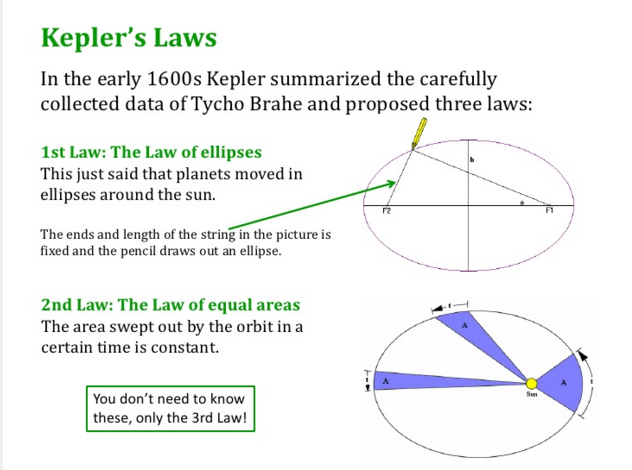 Kepler's Laws
In the early 1600s Kepler summarized the carefully
collected data of Tycho Brahe and proposed three laws:
1st Law: The Law of ellipses
This just said that planets moved in
ellipses around the sun.
The ends and length of the string in the picture is
fixed and the pencil draws out an ellipse.
b
F2
a
F1
2nd Law: The Law of equal areas
The area swept out by the orbit in a
certain time is constant.
t
A
t
A
Sun
A
t
You don't need to know
these, only the 3rd Law!